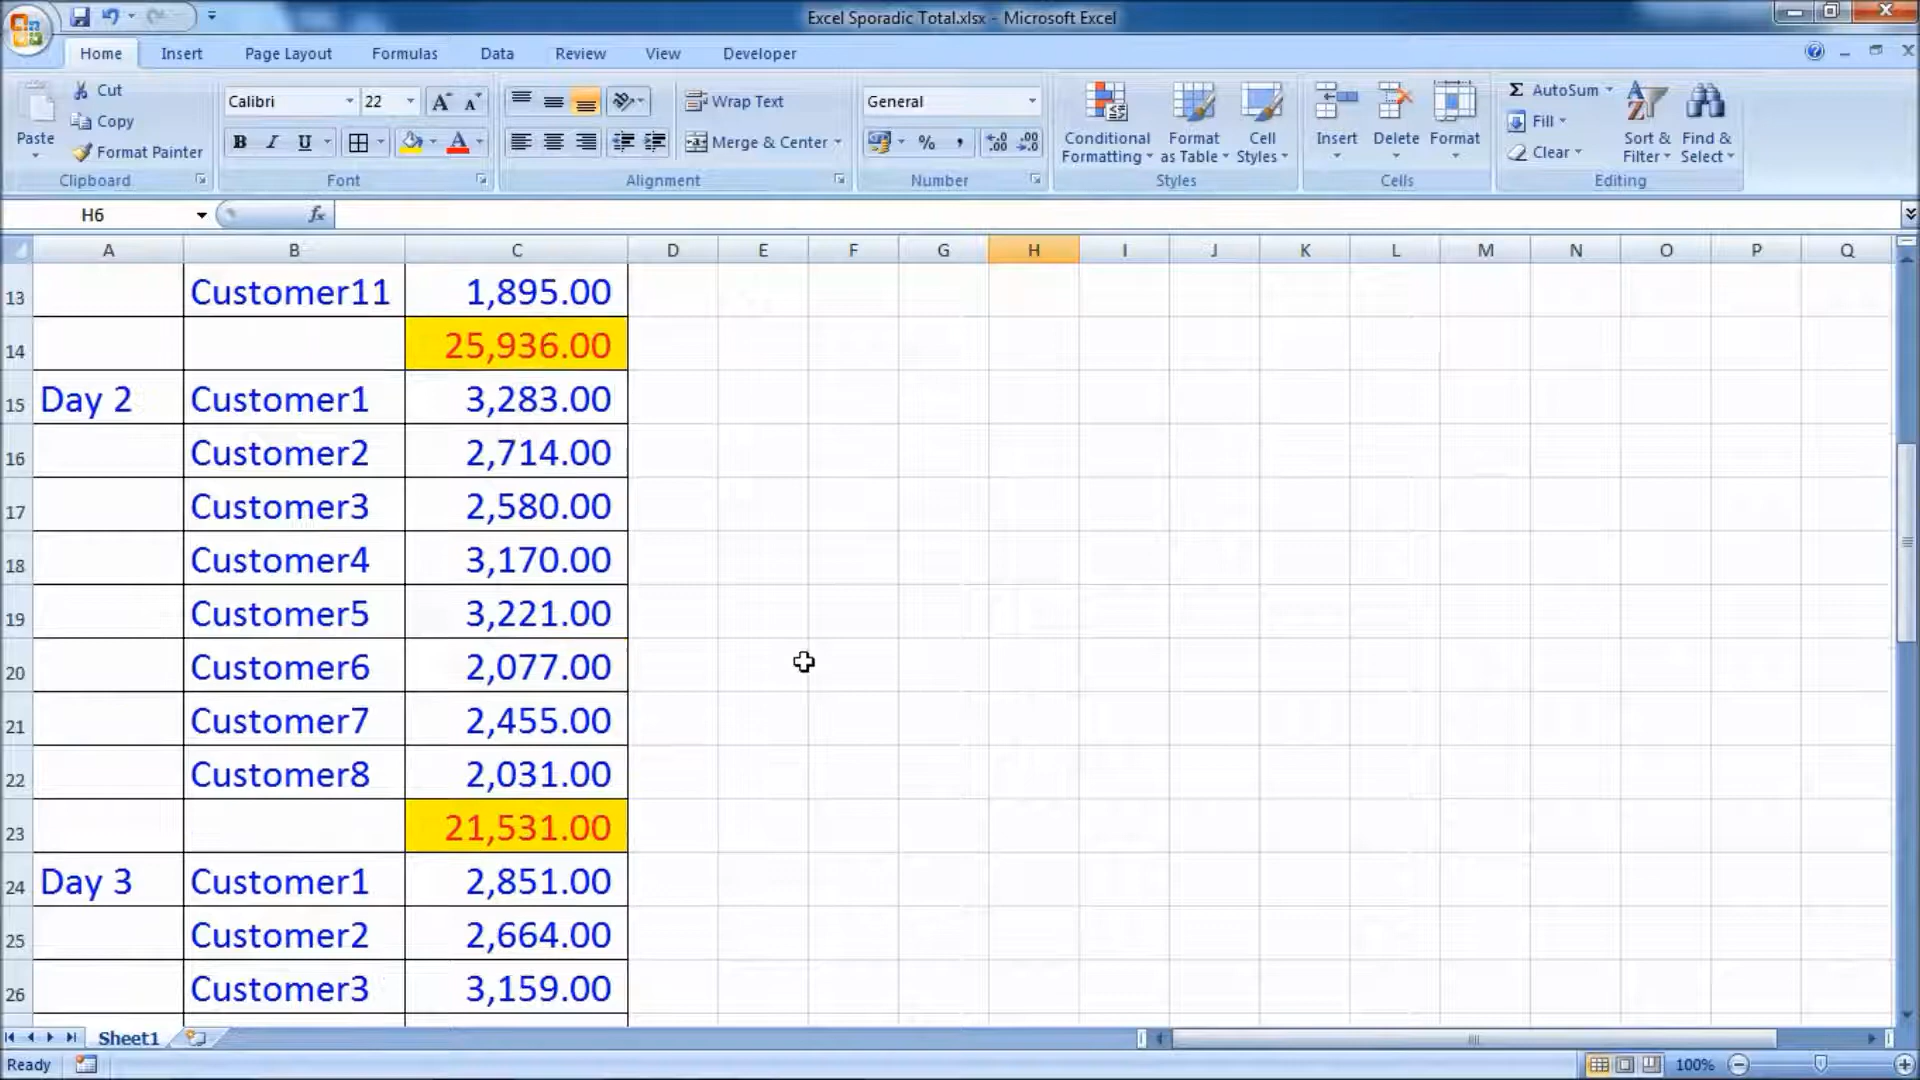 Excel Sporadic Total.xlsx - Microsoft Excel
Home Insert Page Layout Formulas Data Review View Developer
Paste
Cut
Copy
Format Painter
Clipboard
Calibri 22 A A
B I U A
Font
Wrap Text
Merge & Center
Alignment
General
% , .0 .00 .00 .0
Number
Conditional Formatting
Format as Table
Cell Styles
Styles
Insert Delete Format
Cells
Σ AutoSum
Fill
Clear
Sort & Filter
Find & Select
Editing
H6 fx
A B C D E F G H I J K L M N O P Q
13 Customer11 1,895.00
14 25,936.00
15 Day 2 Customer1 3,283.00
16 Customer2 2,714.00
17 Customer3 2,580.00
18 Customer4 3,170.00
19 Customer5 3,221.00
20 Customer6 2,077.00
21 Customer7 2,455.00
22 Customer8 2,031.00
23 21,531.00
24 Day 3 Customer1 2,851.00
25 Customer2 2,664.00
26 Customer3 3,159.00
Sheet1
Ready 100%